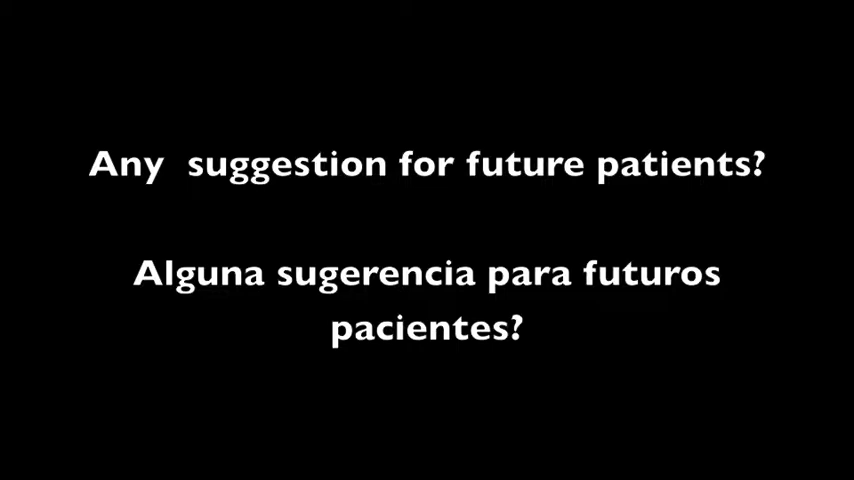 Any  suggestion for future patients?
Alguna sugerencia para futuros
pacientes?